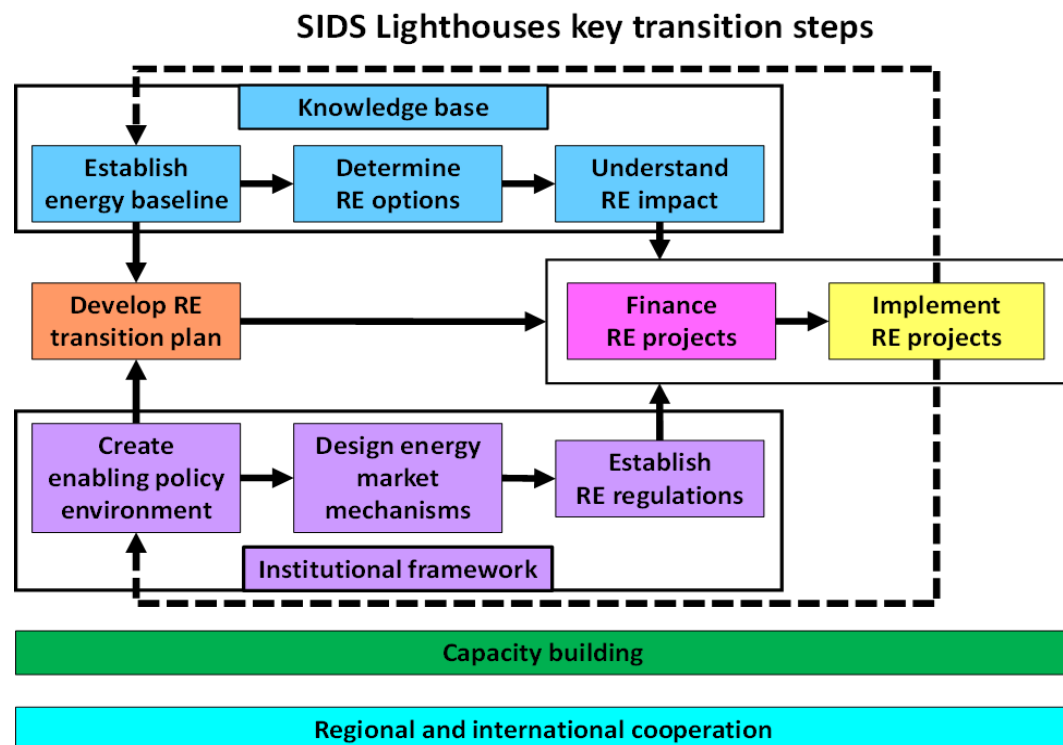 SIDS Lighthouses key transition steps
Knowledge base
Establish
energy baseline
Determine
RE options
Understand
RE impact
Develop RE
transition plan
Finance
RE projects
Implement
RE projects
Create
enabling policy
environment
Design energy
market
mechanisms
Establish
RE regulations
Institutional framework
Capacity building
Regional and international cooperation